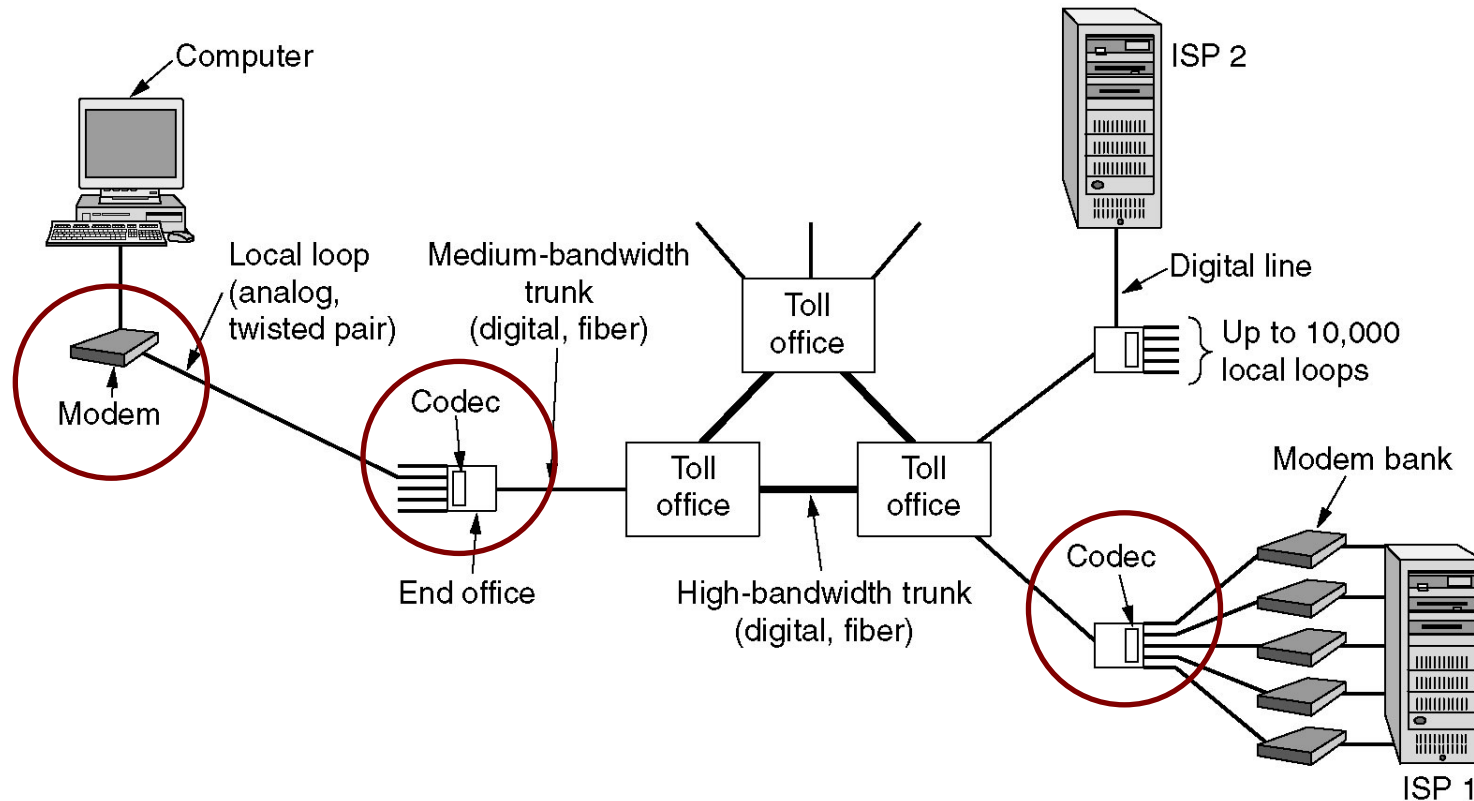 Computer
ISP 2
Local loop
(analog,
twisted pair)
Medium-bandwidth
trunk
(digital, fiber)
Digital line
Toll
office
Up to 10,000
local loops
Modem
Codec
Toll
office
Toll
office
Modem bank
End office
High-bandwidth trunk
(digital, fiber)
Codec
ISP 1